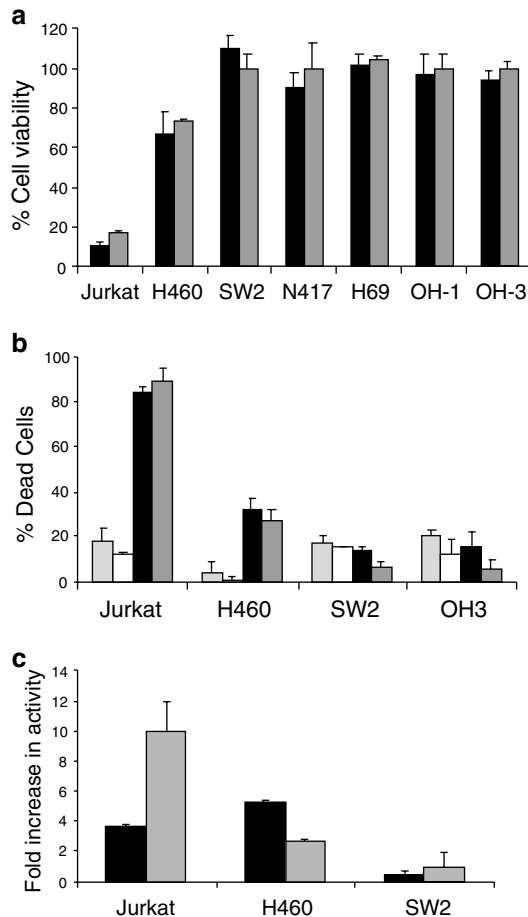 a
% Cell viability
120
100
80
60
40
20
0
Jurkat H460 SW2 N417 H69 OH-1 OH-3
b
% Dead Cells
100
80
60
40
20
0
Jurkat H460 SW2 OH3
c
Fold increase in activity
14
12
10
8
6
4
2
0
Jurkat H460 SW2